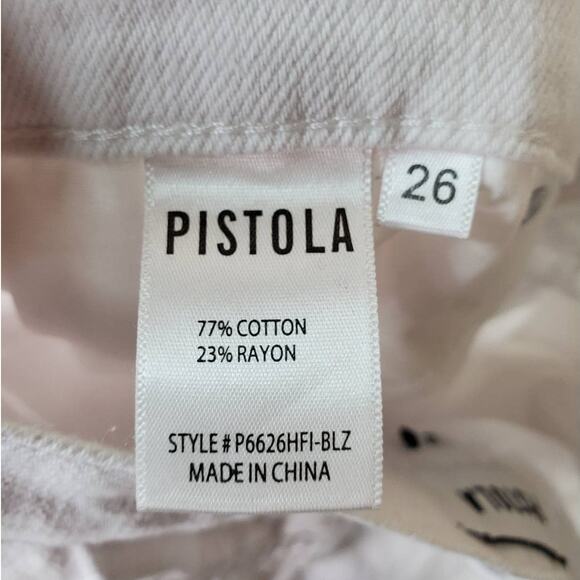 PISTOLA
26
77% COTTON
23% RAYON
STYLE # P6626HFI-BLZ
MADE IN CHINA